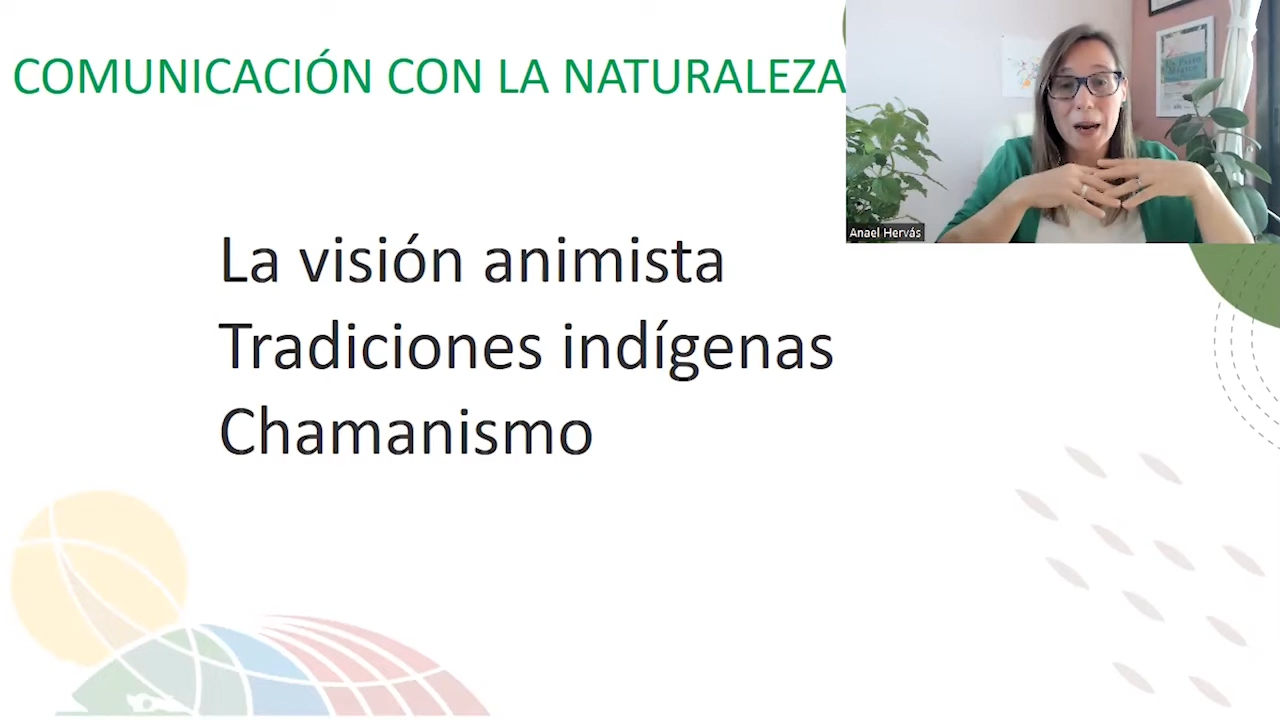 COMUNICACIÓN CON LA NATURALEZA
Anael Hervás
La visión animista
Tradiciones indígenas
Chamanismo